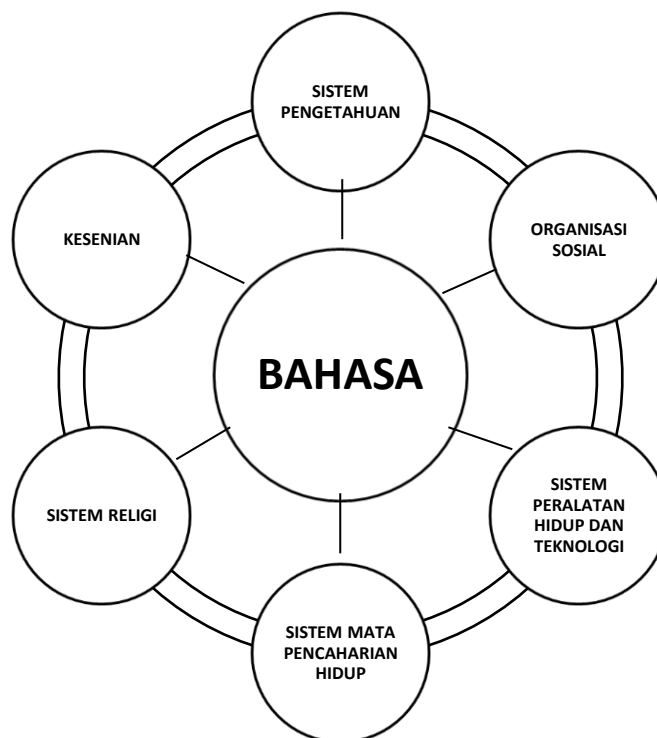 SISTEM
PENGETAHUAN
KESENIAN
ORGANISASI
SOSIAL
BAHASA
SISTEM RELIGI
SISTEM
PERALATAN
HIDUP DAN
TEKNOLOGI
SISTEM MATA
PENCAHARIAN
HIDUP